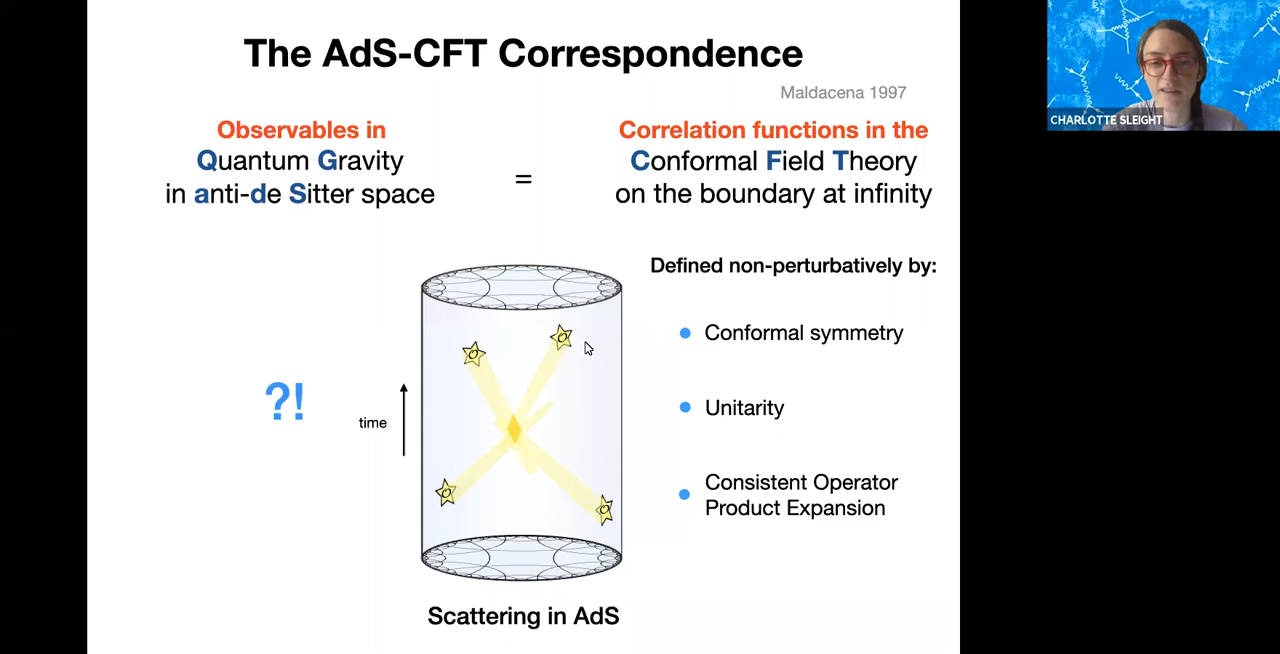 The AdS-CFT Correspondence
Maldacena 1997
Observables in
Quantum Gravity
in anti-de Sitter space
=
Correlation functions in the
Conformal Field Theory
on the boundary at infinity
Defined non-perturbatively by:
Conformal symmetry
Unitarity
Consistent Operator
Product Expansion
?!
time
Scattering in AdS
CHARLOTTE SLEIGHT